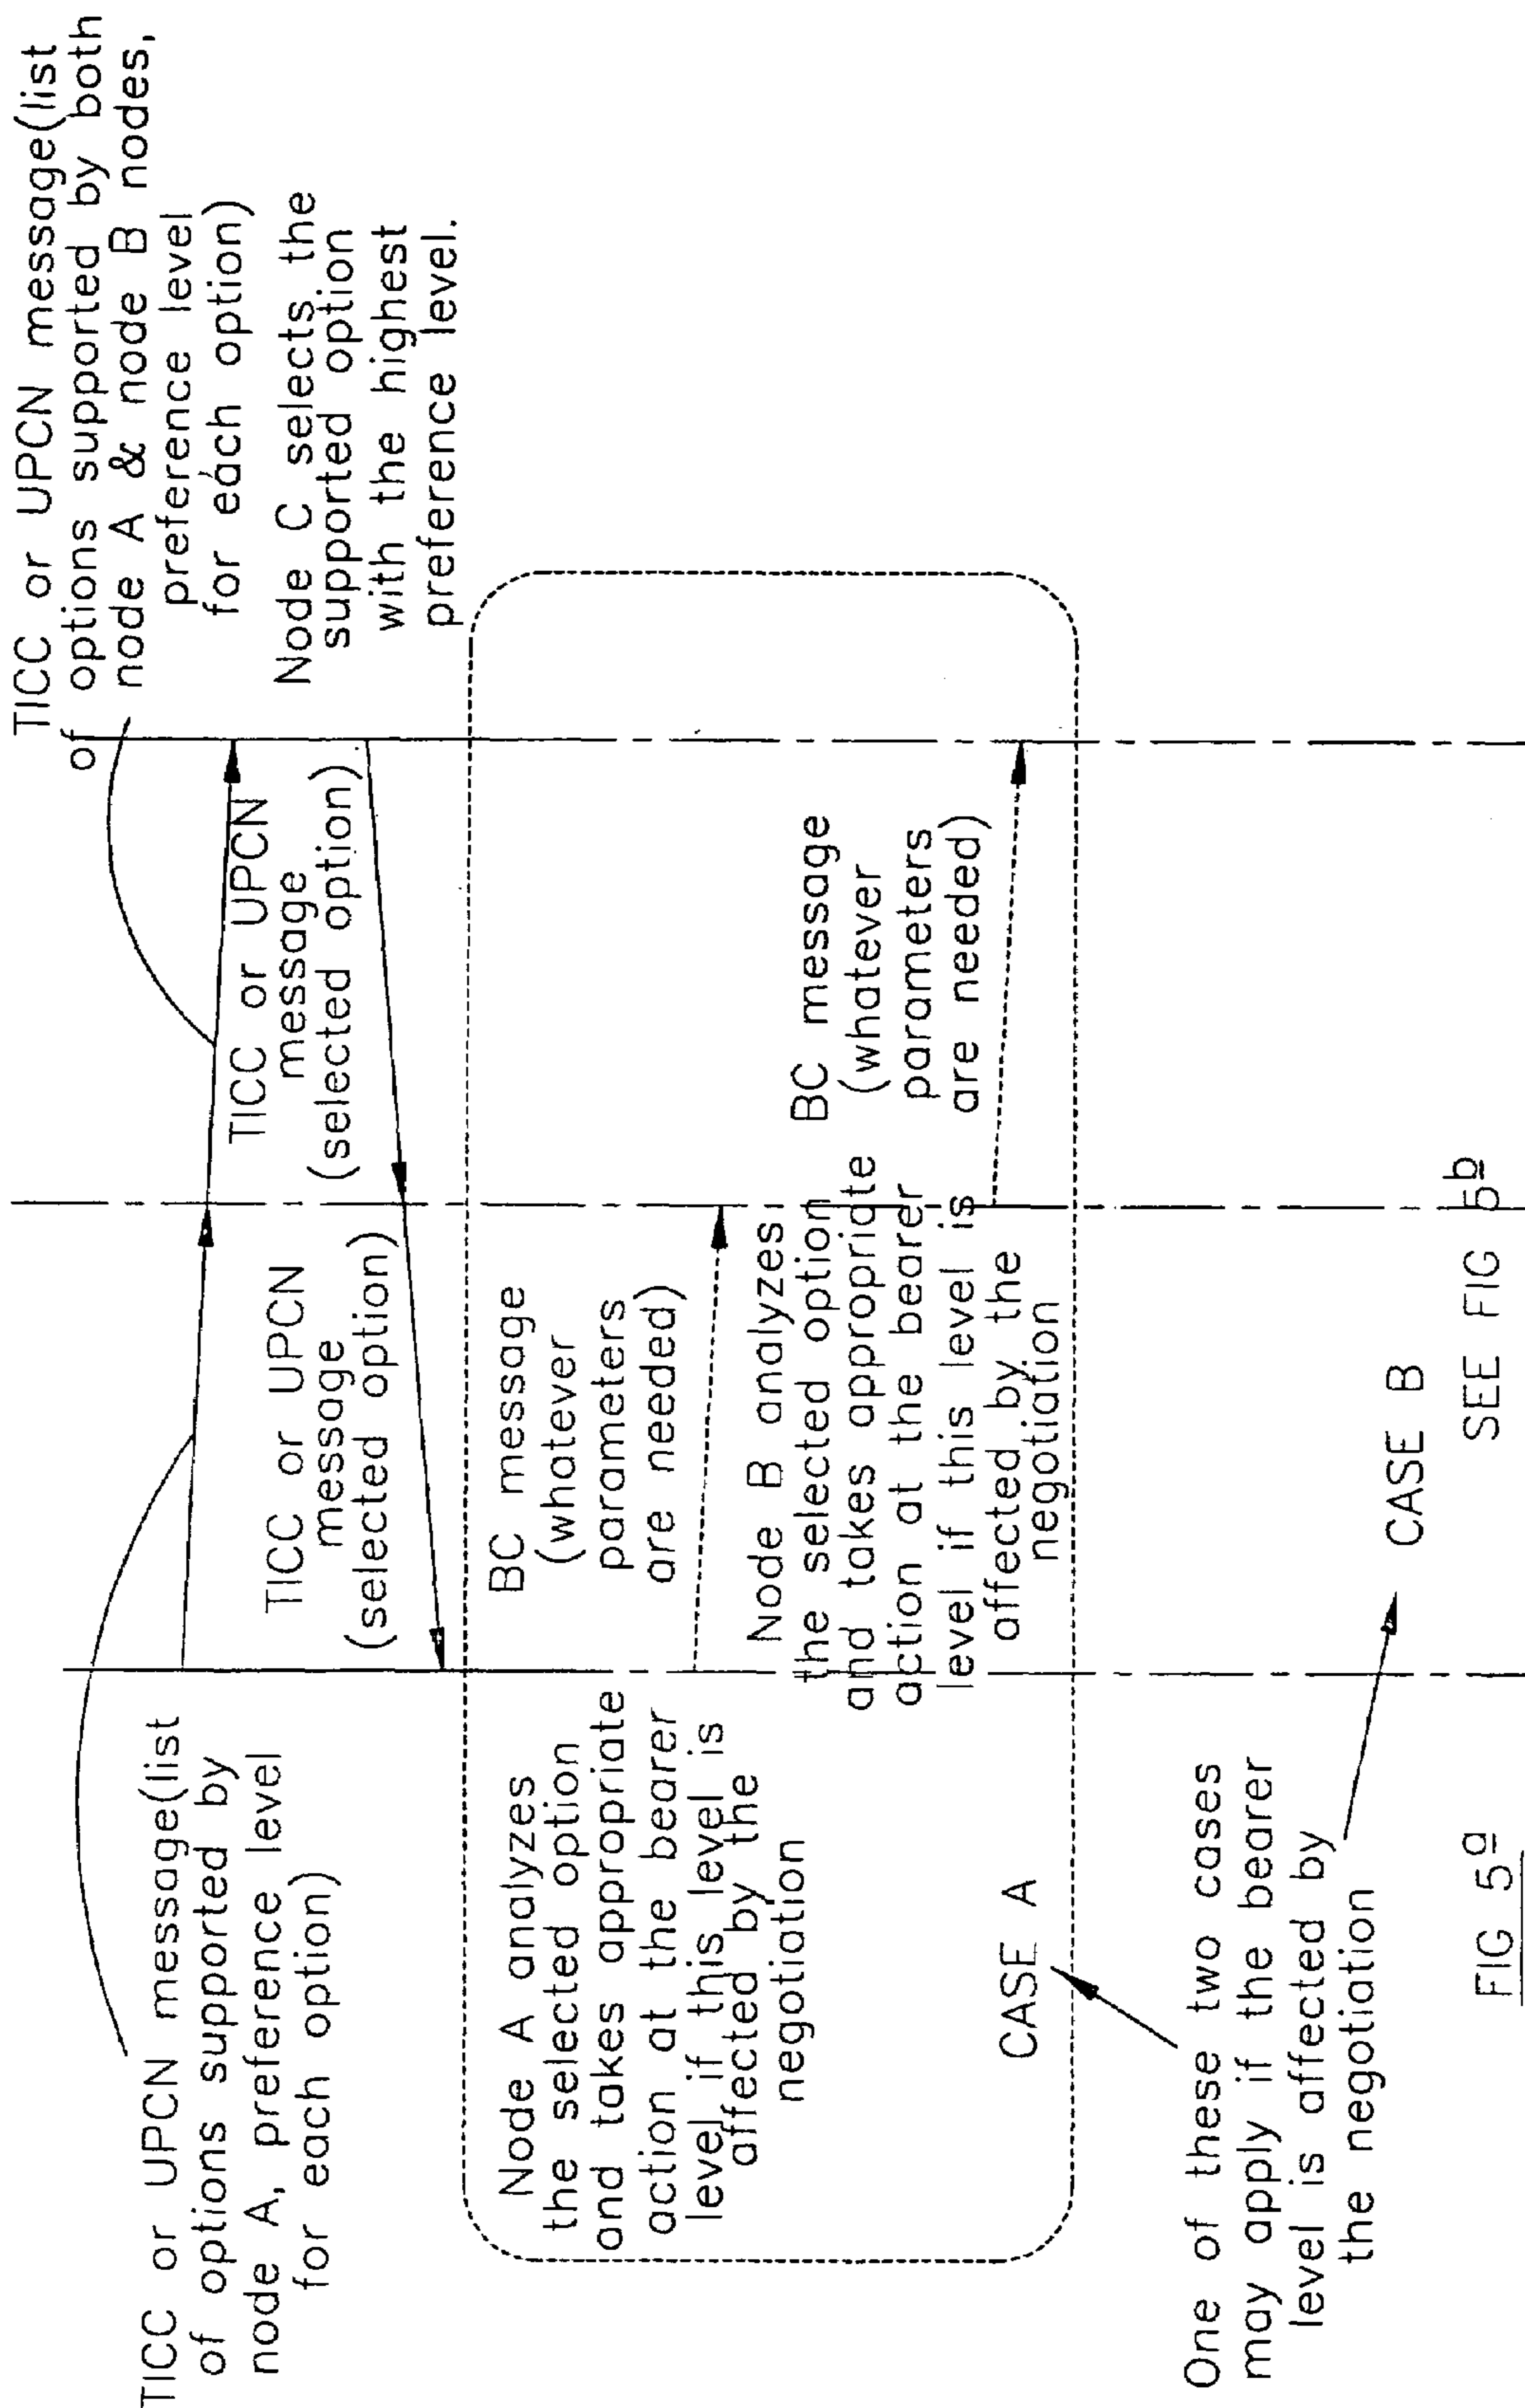 TICC or UPCN message(list
of options supported by
node A, preference level
for each option)
TICC or UPCN message(list
of options supported by both
node A & node B nodes,
preference level
for each option)
Node C selects the
supported option
with the highest
preference level.
TICC or UPCN
message
(selected option)
TICC or UPCN
message
(selected option)
Node A analyzes
the selected option
and takes appropriate
action at the bearer
level if this level is
affected by the
negotiation
BC message
(whatever
parameters
are needed)
Node B analyzes
the selected option
and takes appropriate
action at the bearer
level if this level is
affected by the
negotiation
BC message
(whatever
parameters
are needed)
CASE A
One of these two cases
may apply if the bearer
level is affected by
the negotiation
CASE B
SEE FIG 5b
FIG 5a